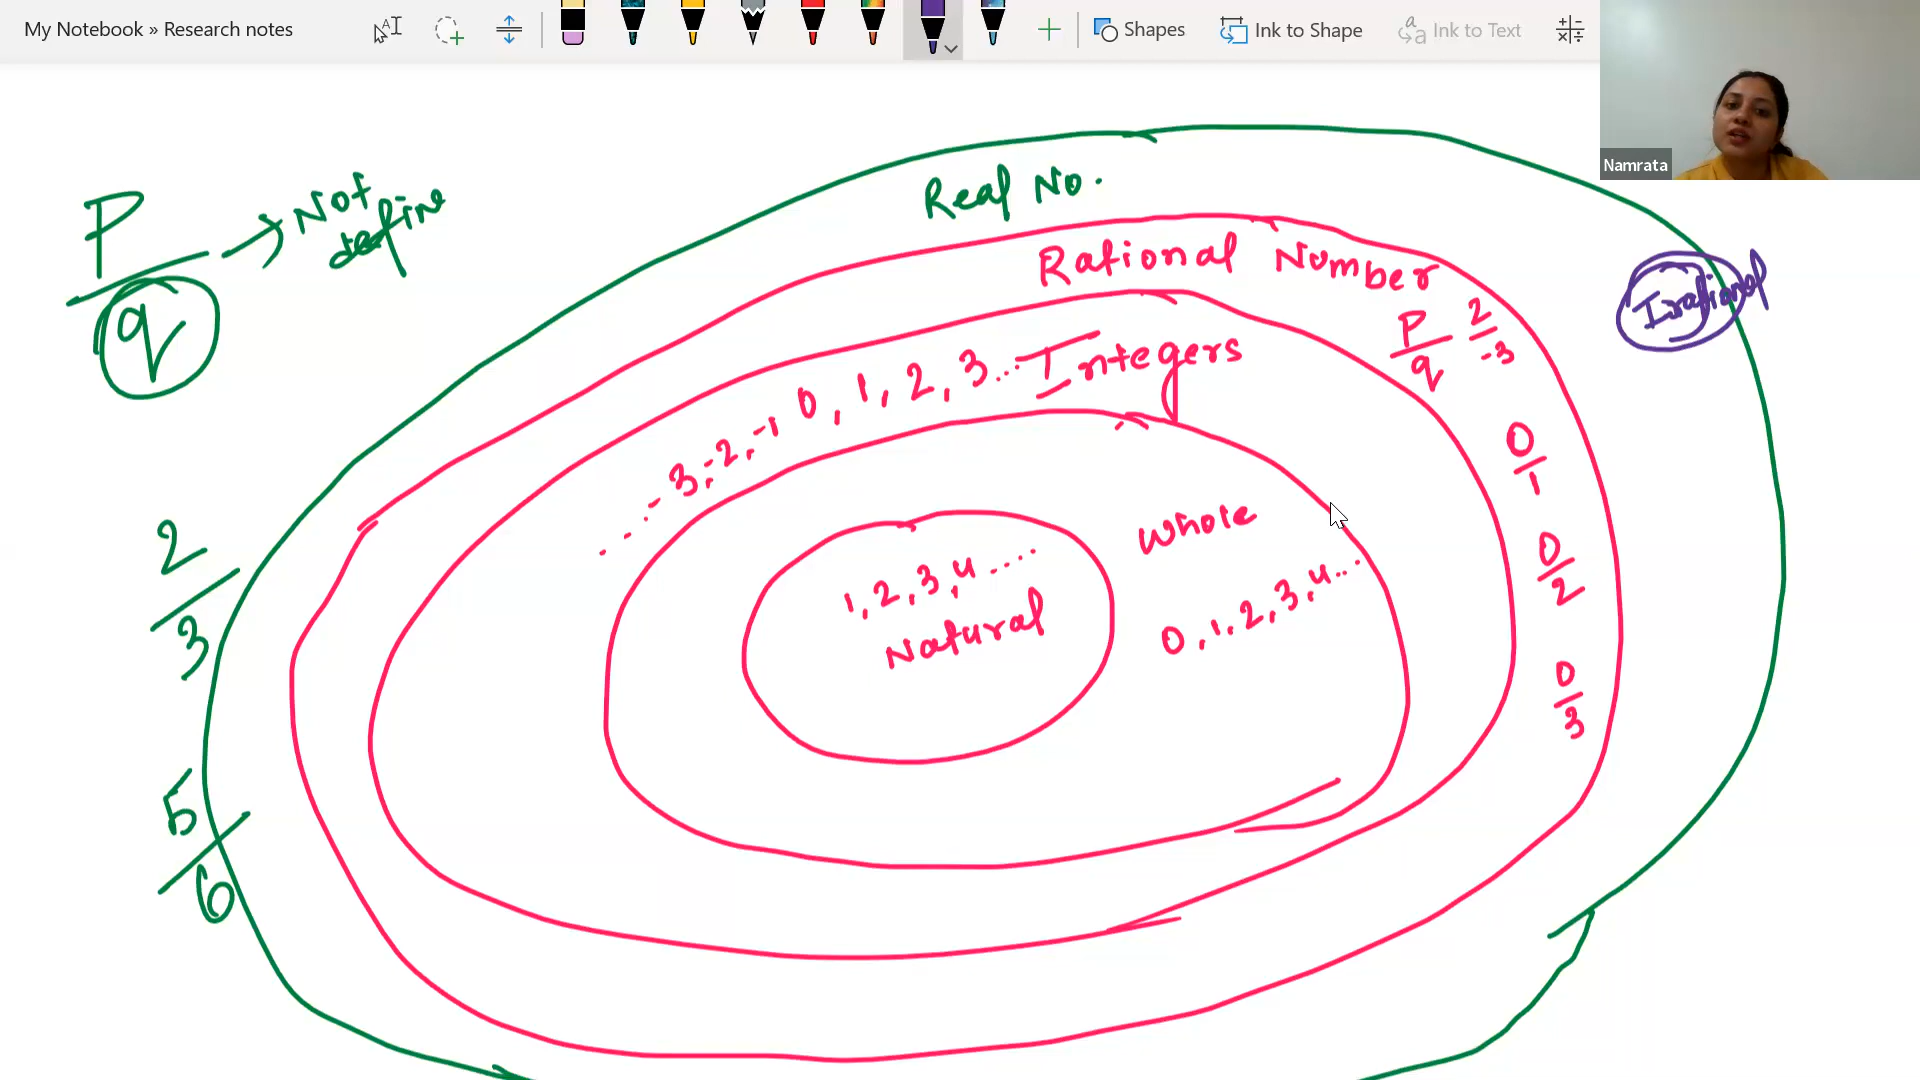 My Notebook » Research notes
Shapes
Ink to Shape
Ink to Text
Namrata
Real No.
P
q
Not
define
Rational Number
P
q
2
-3
Irational
... -3, -2, -1 0, 1, 2, 3... Integers
0
1
0
2
0
3
Whole
0, 1, 2, 3, 4...
1, 2, 3, 4 .....
Natural
2
3
5
6